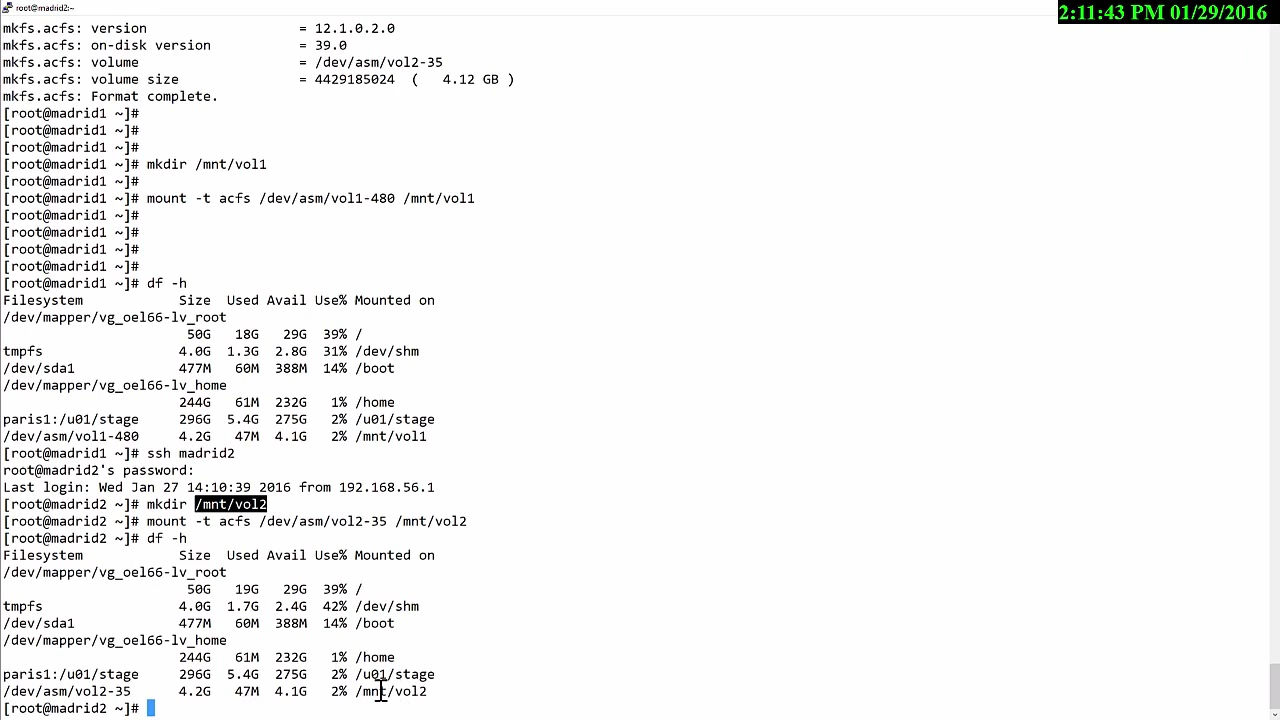 root@madrid2:~
2:11:43 PM 01/29/2016
mkfs.acfs: version                   = 12.1.0.2.0
mkfs.acfs: on-disk version           = 39.0
mkfs.acfs: volume                    = /dev/asm/vol2-35
mkfs.acfs: volume size               = 4429185024  (   4.12 GB )
mkfs.acfs: Format complete.
[root@madrid1 ~]#
[root@madrid1 ~]#
[root@madrid1 ~]#
[root@madrid1 ~]# mkdir /mnt/vol1
[root@madrid1 ~]#
[root@madrid1 ~]# mount -t acfs /dev/asm/vol1-480 /mnt/vol1
[root@madrid1 ~]#
[root@madrid1 ~]#
[root@madrid1 ~]#
[root@madrid1 ~]#
[root@madrid1 ~]# df -h
Filesystem            Size  Used Avail Use% Mounted on
/dev/mapper/vg_oel66-lv_root
                       50G   18G   29G  39% /
tmpfs                 4.0G  1.3G  2.8G  31% /dev/shm
/dev/sda1             477M   60M  388M  14% /boot
/dev/mapper/vg_oel66-lv_home
                      244G   61M  232G   1% /home
paris1:/u01/stage     296G  5.4G  275G   2% /u01/stage
/dev/asm/vol1-480     4.2G   47M  4.1G   2% /mnt/vol1
[root@madrid1 ~]# ssh madrid2
root@madrid2's password:
Last login: Wed Jan 27 14:10:39 2016 from 192.168.56.1
[root@madrid2 ~]# mkdir /mnt/vol2
[root@madrid2 ~]# mount -t acfs /dev/asm/vol2-35 /mnt/vol2
[root@madrid2 ~]# df -h
Filesystem            Size  Used Avail Use% Mounted on
/dev/mapper/vg_oel66-lv_root
                       50G   19G   29G  39% /
tmpfs                 4.0G  1.7G  2.4G  42% /dev/shm
/dev/sda1             477M   60M  388M  14% /boot
/dev/mapper/vg_oel66-lv_home
                      244G   61M  232G   1% /home
paris1:/u01/stage     296G  5.4G  275G   2% /u01/stage
/dev/asm/vol2-35      4.2G   47M  4.1G   2% /mnt/vol2
[root@madrid2 ~]#